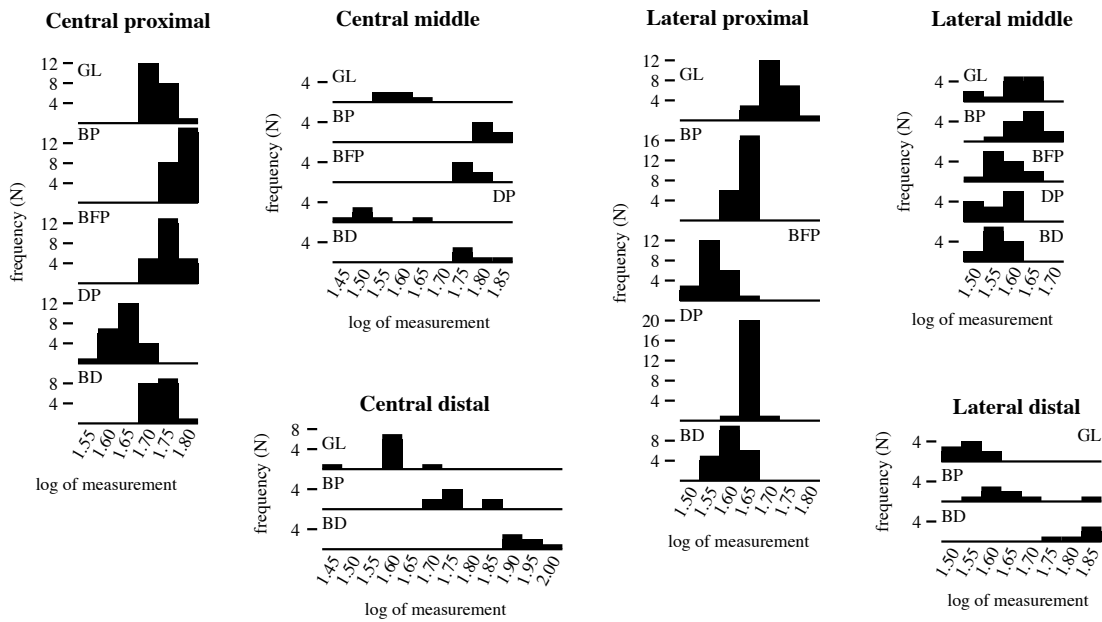 Central proximal
frequency (N)
12
8
4
GL
12
8
4
BP
12
8
4
BFP
12
8
4
DP
8
4
BD
1.55
1.60
1.65
1.70
1.75
1.80
log of measurement
Central middle
frequency (N)
4
GL
4
BP
4
BFP
4
DP
4
BD
1.45
1.50
1.55
1.60
1.65
1.70
1.75
1.80
1.85
log of measurement
Central distal
frequency (N)
8
4
GL
4
BP
4
BD
1.45
1.50
1.55
1.60
1.65
1.70
1.75
1.80
1.85
1.90
1.95
2.00
log of measurement
Lateral proximal
frequency (N)
12
8
4
GL
16
12
8
4
BP
12
8
4
BFP
20
16
12
8
4
DP
8
4
BD
1.50
1.55
1.60
1.65
1.70
1.75
1.80
log of measurement
Lateral middle
frequency (N)
4
GL
4
BP
4
BFP
4
DP
4
BD
1.50
1.55
1.60
1.65
1.70
log of measurement
Lateral distal
frequency (N)
4
GL
4
BP
4
BD
1.50
1.55
1.60
1.65
1.70
1.75
1.80
1.85
log of measurement